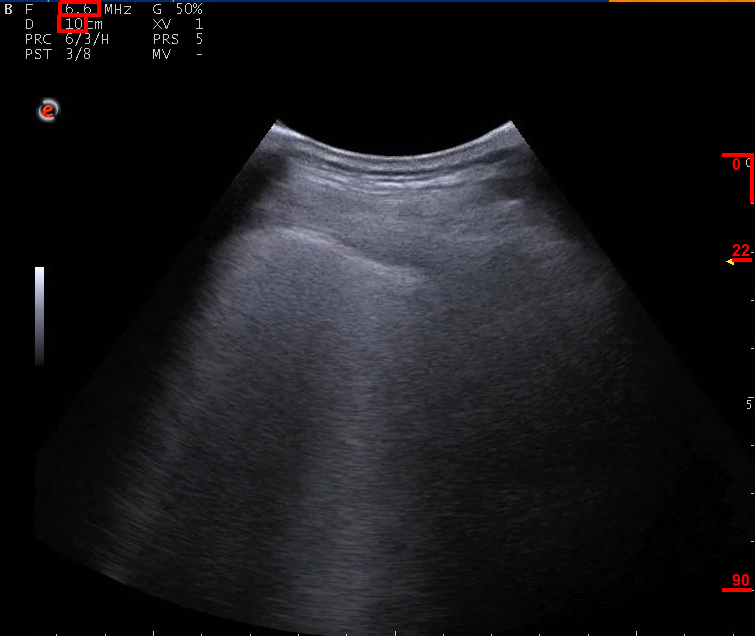 B F 6.6 MHz G 50%
D 10cm XV 1
PRC 6/3/H PRS 5
PST 3/8 MV -
e
0 0
22
5
90